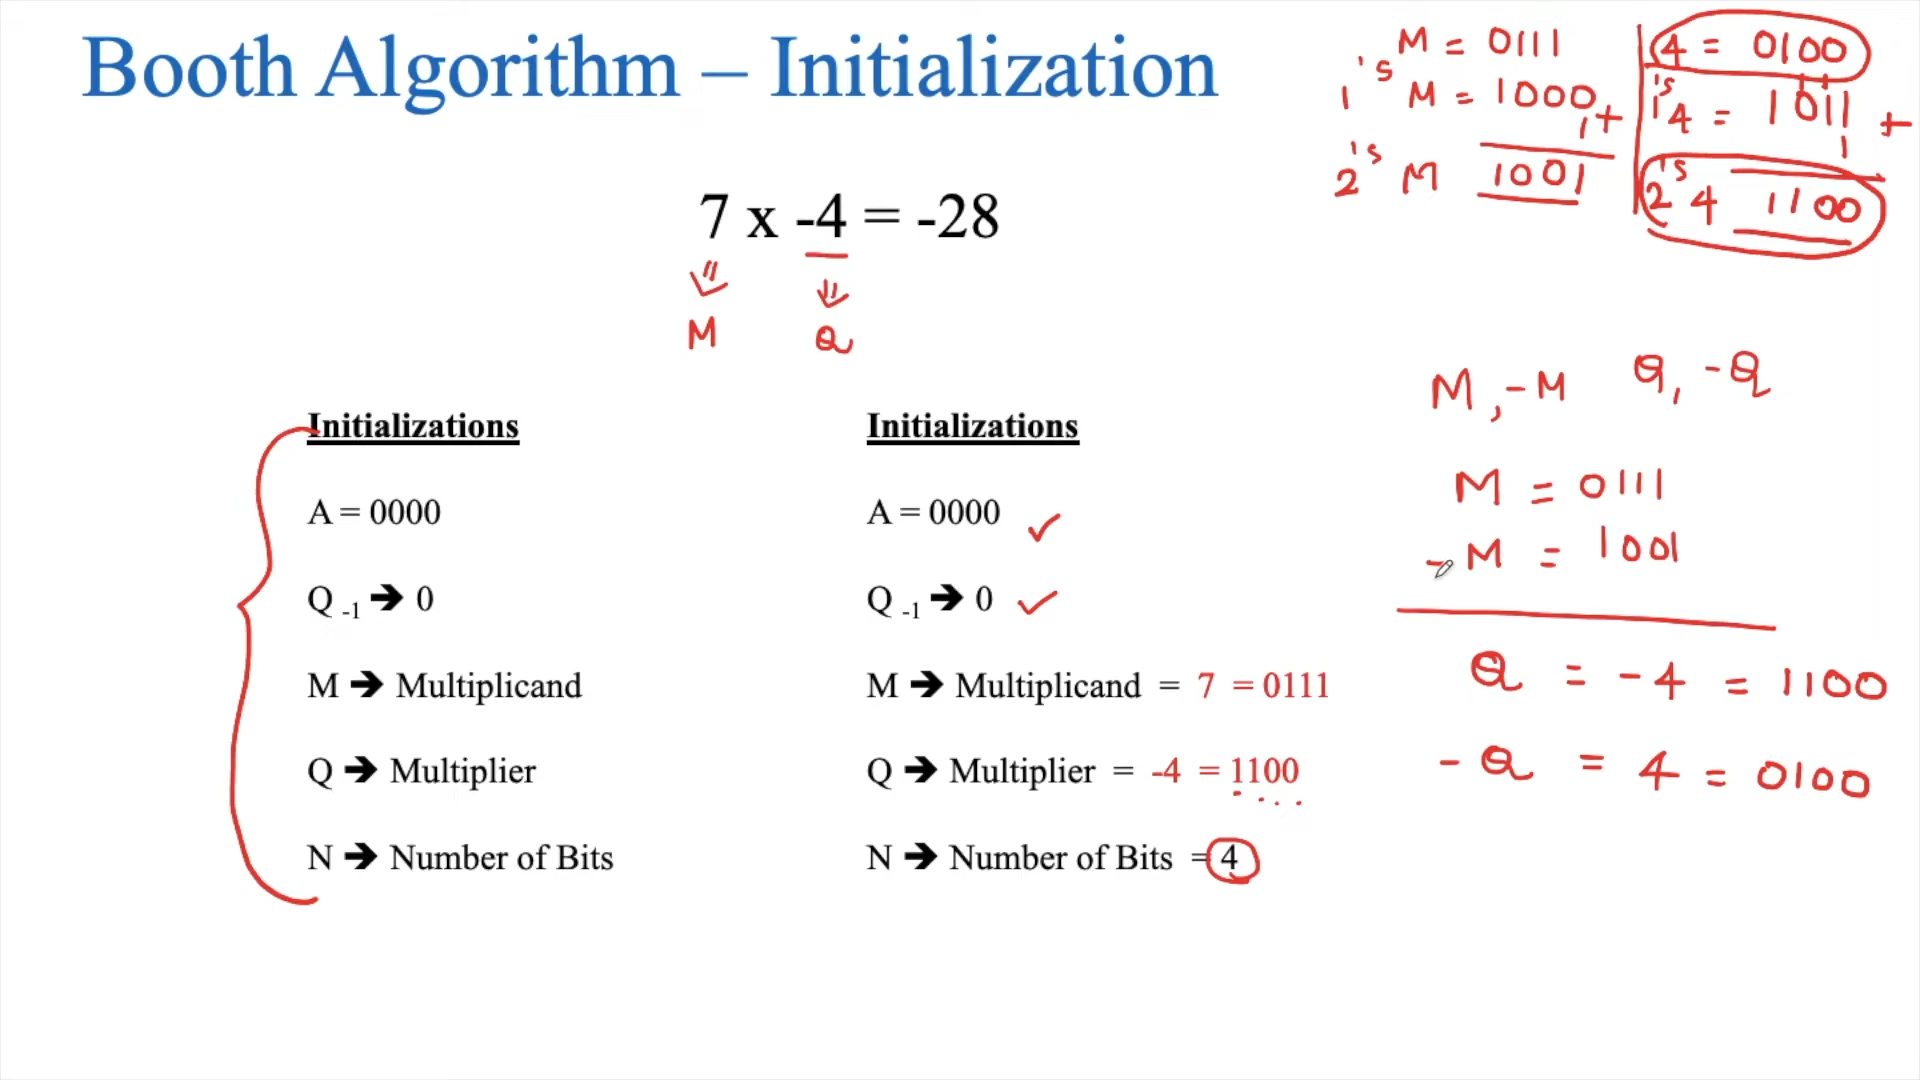 Booth Algorithm – Initialization
7 x -4 = -28
M Q
Initializations
A = 0000
Q -1 ➔ 0
M ➔ Multiplicand
Q ➔ Multiplier
N ➔ Number of Bits
Initializations
A = 0000 ✓
Q -1 ➔ 0 ✓
M ➔ Multiplicand = 7 = 0111
Q ➔ Multiplier = -4 = 1100
N ➔ Number of Bits = 4
M = 0111
1's M = 1000 +
1
2's M 1001
4 = 0100
1's 4 = 1011 +
1
2's 4 1100
M, -M Q, -Q
M = 0111
-M = 1001
Q = -4 = 1100
-Q = 4 = 0100